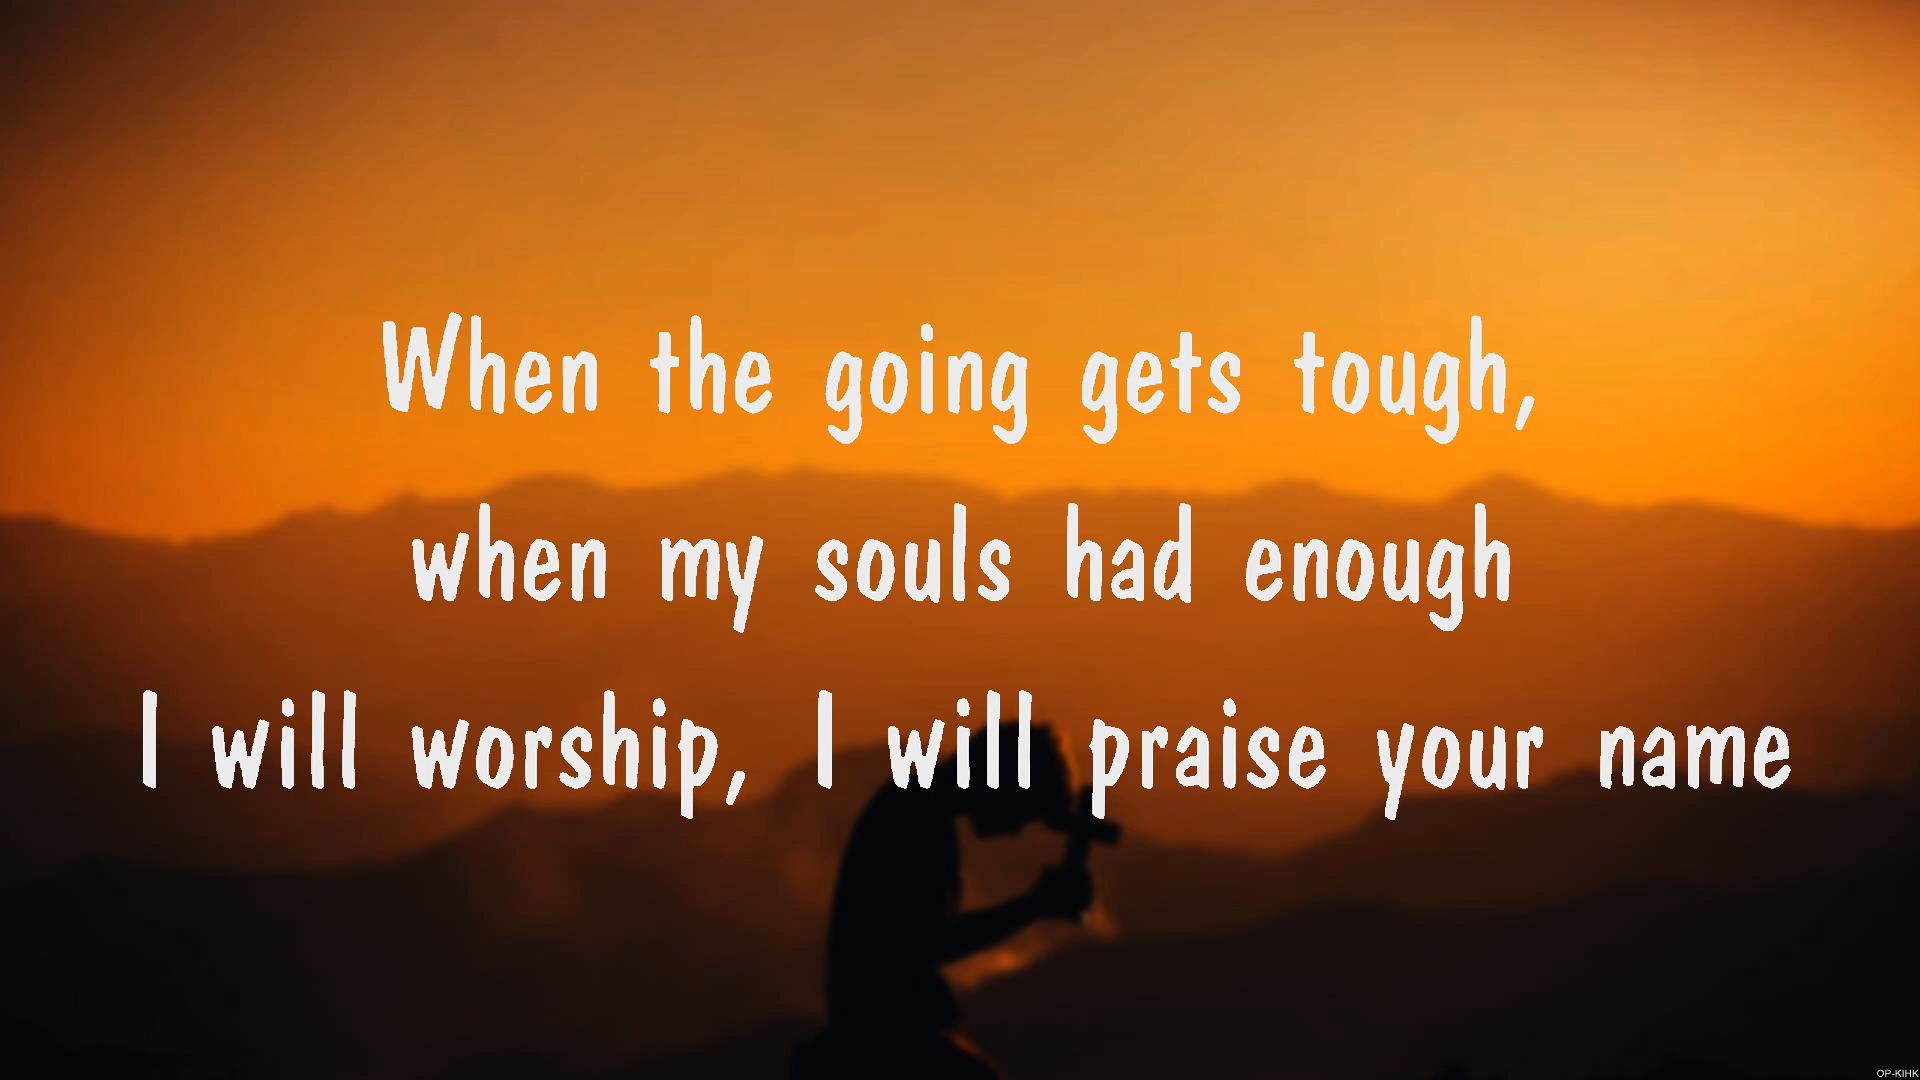 When the going gets tough,
when my souls had enough
I will worship, I will praise your name
OP-KIHK